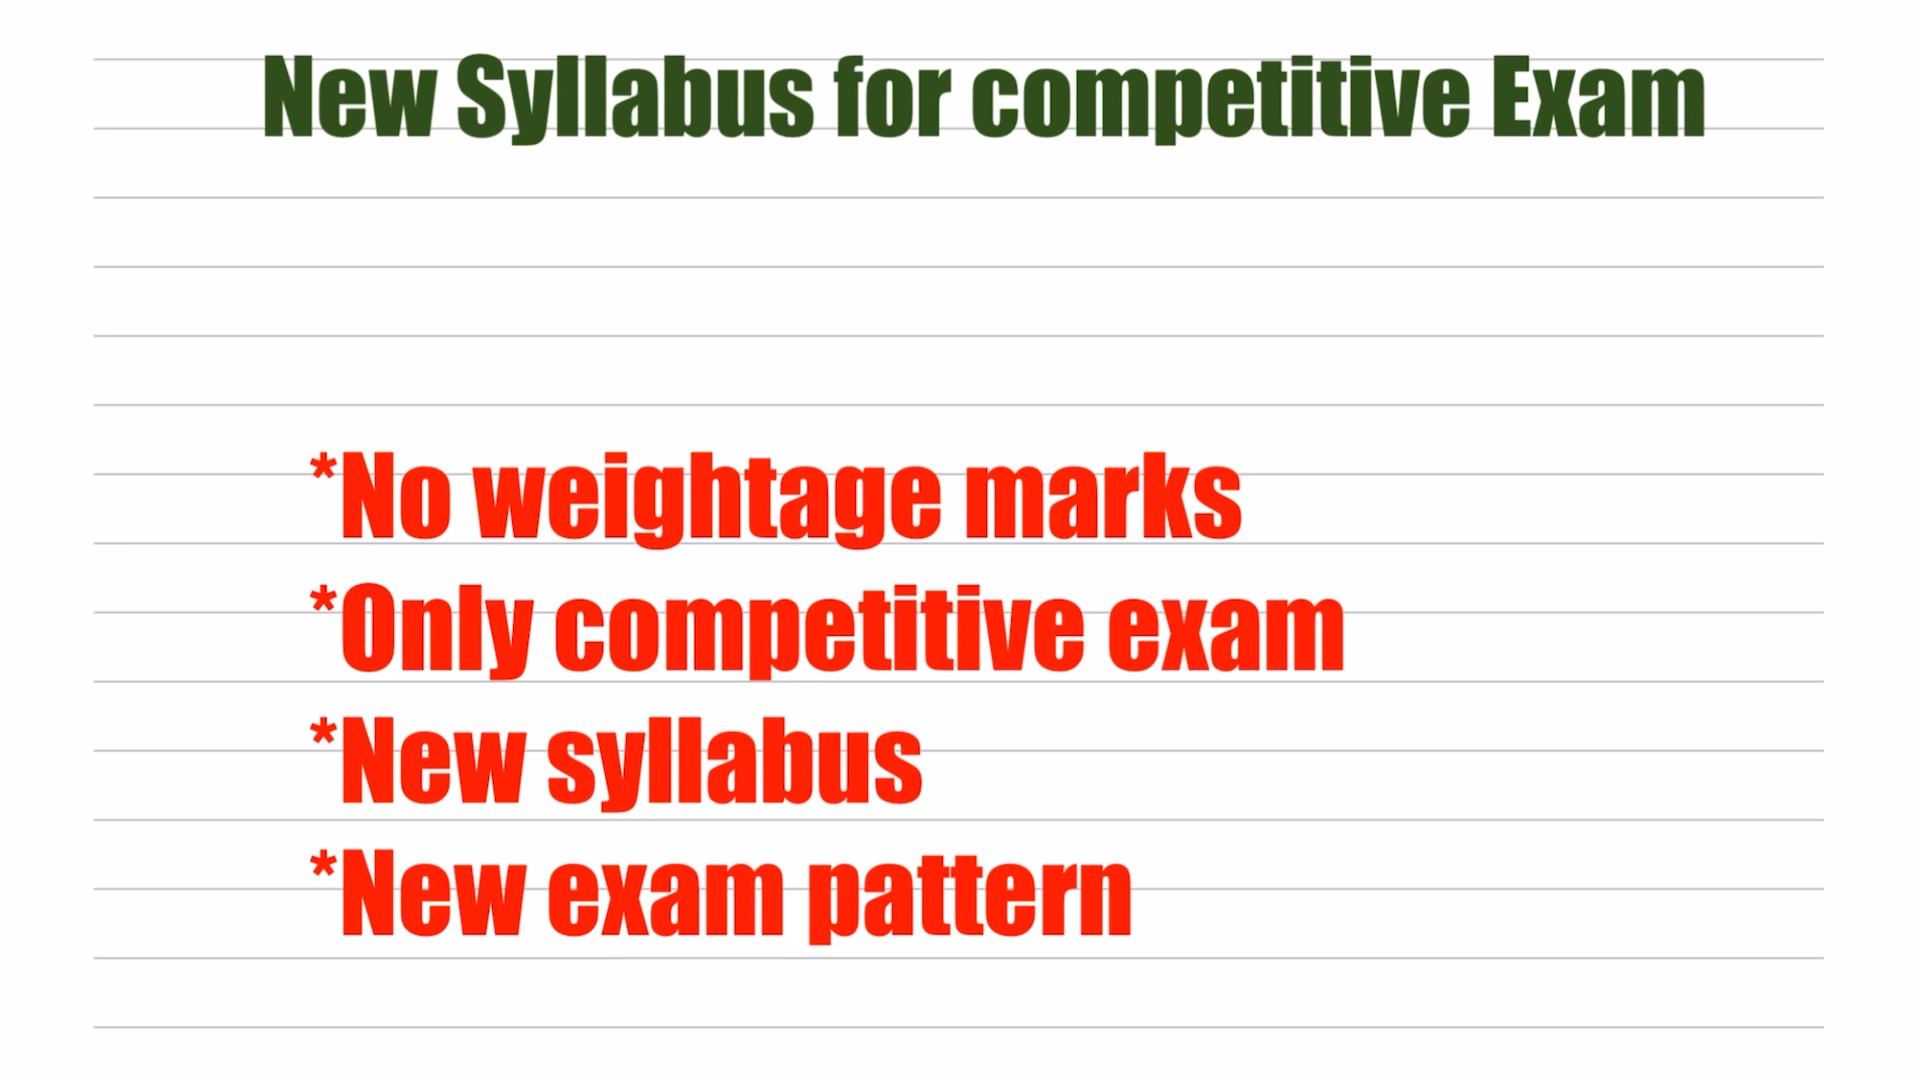 New Syllabus for competitive Exam
*No weightage marks
*Only competitive exam
*New syllabus
*New exam pattern